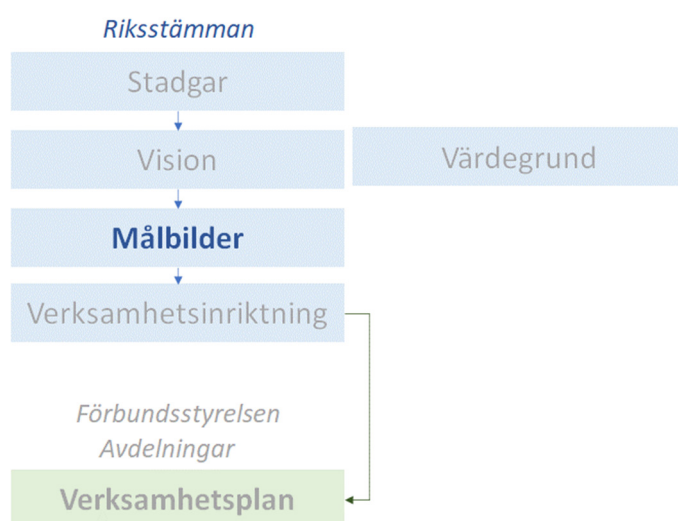 Riksstämman
Stadgar
Vision
Värdegrund
Målbilder
Verksamhetsinriktning
Förbundsstyrelsen
Avdelningar
Verksamhetsplan